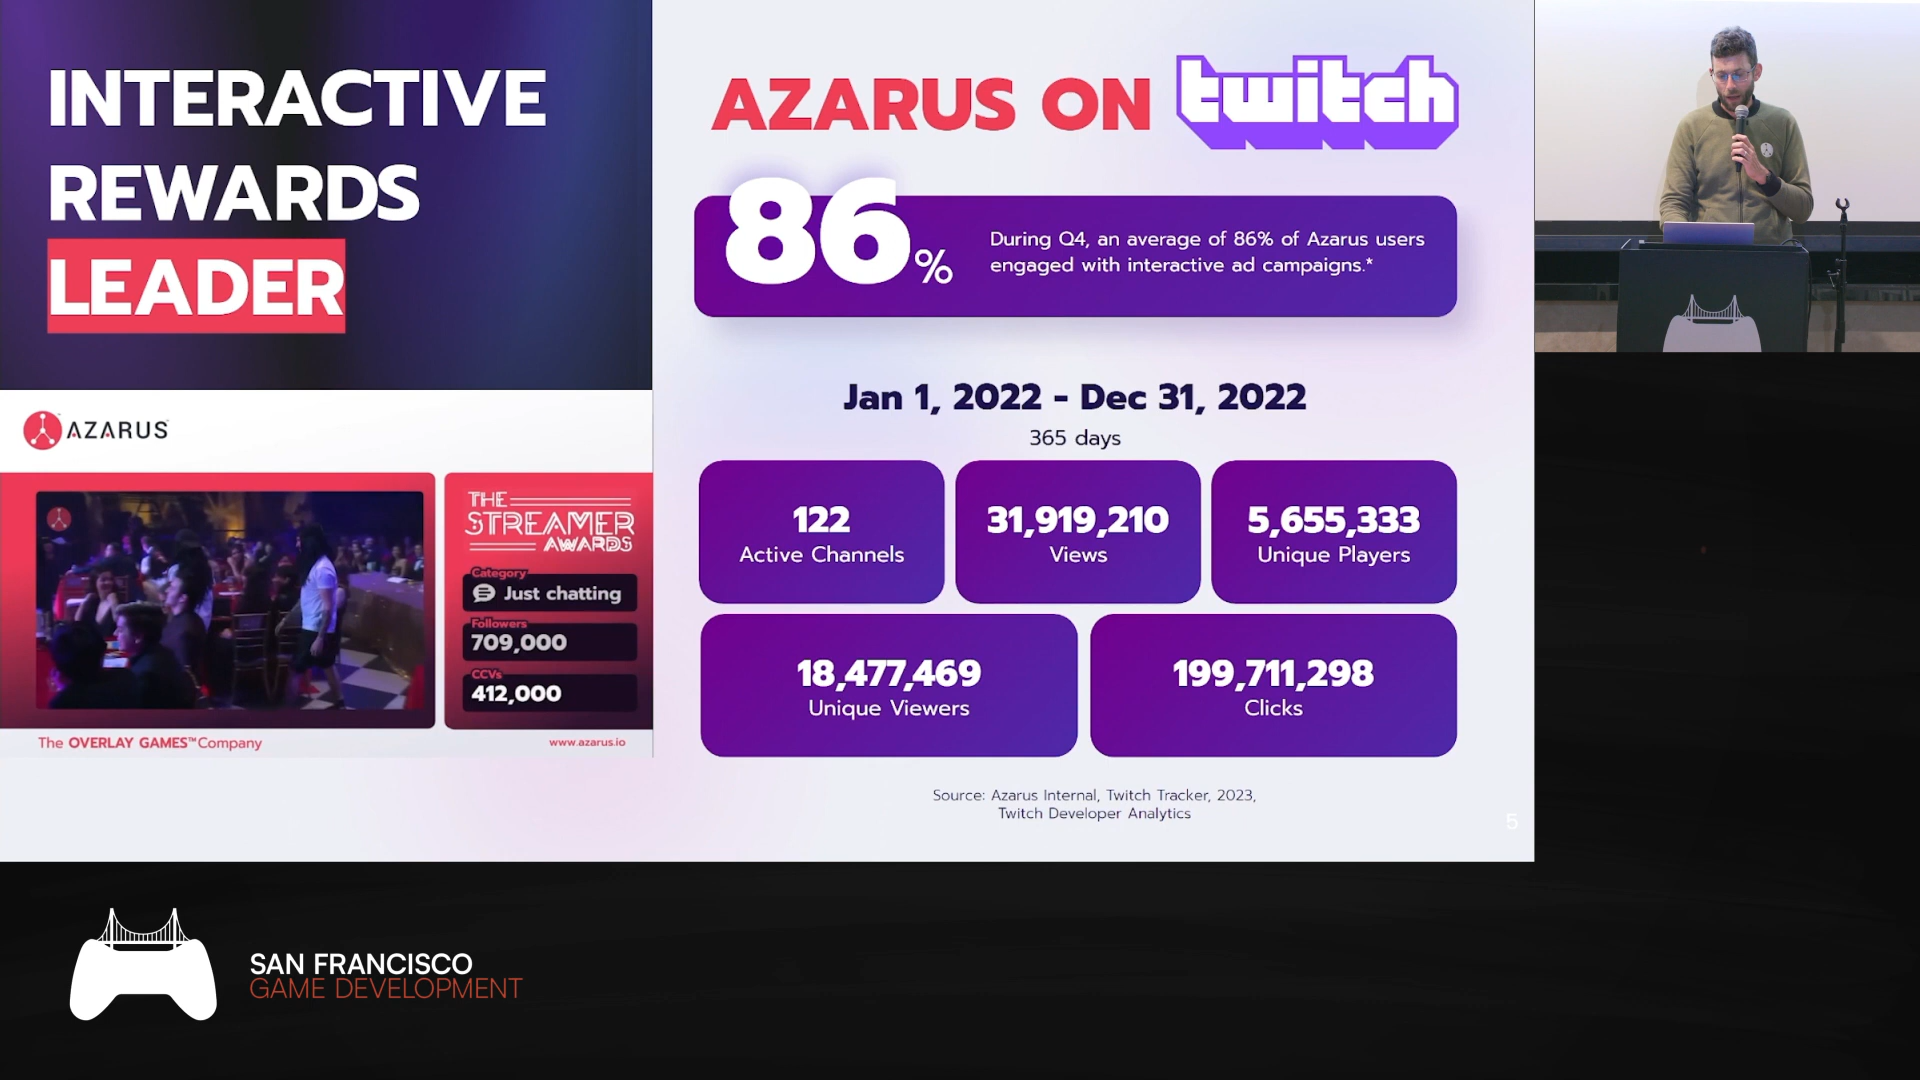 INTERACTIVE
REWARDS
LEADER
AZARUS
THE
STREAMER
AWARDS
Category
Just chatting
Followers
709,000
CCVs
412,000
The OVERLAY GAMES™ Company
www.azarus.io
AZARUS ON twitch
86%
During Q4, an average of 86% of Azarus users
engaged with interactive ad campaigns.*
Jan 1, 2022 - Dec 31, 2022
365 days
122
Active Channels
31,919,210
Views
5,655,333
Unique Players
18,477,469
Unique Viewers
199,711,298
Clicks
Source: Azarus Internal, Twitch Tracker, 2023,
Twitch Developer Analytics
5
SAN FRANCISCO
GAME DEVELOPMENT